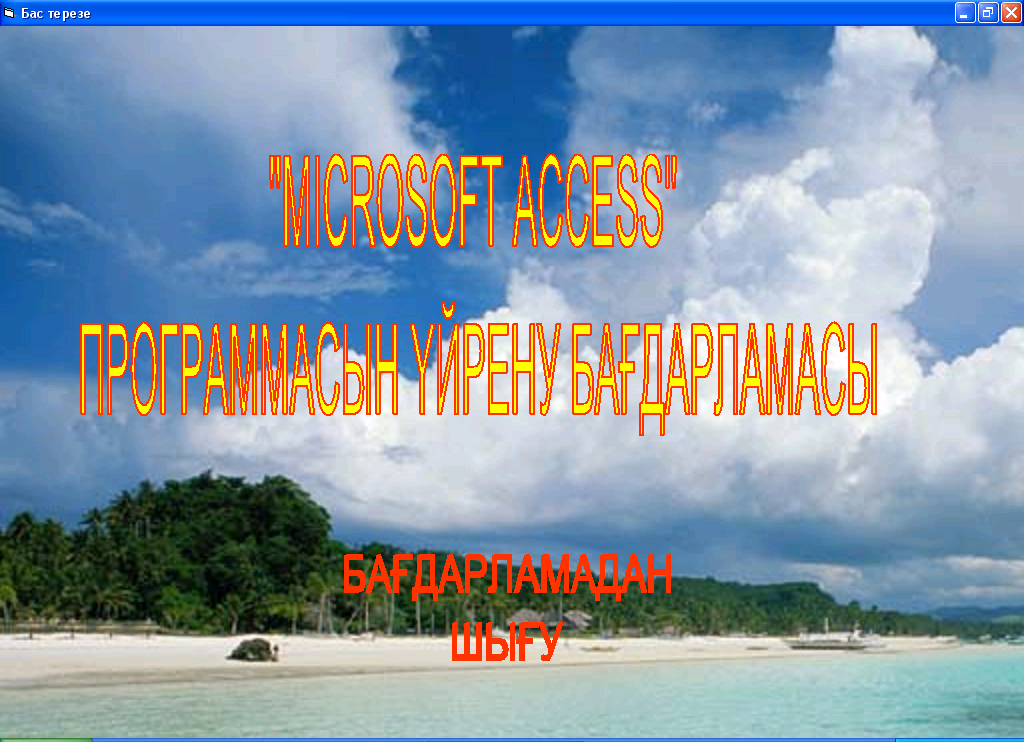 Бас терезе
"MICROSOFT ACCESS"
ПРОГРАММАСЫН ҮЙРЕНУ БАҒДАРЛАМАСЫ
БАҒДАРЛАМАДАН
ШЫҒУ